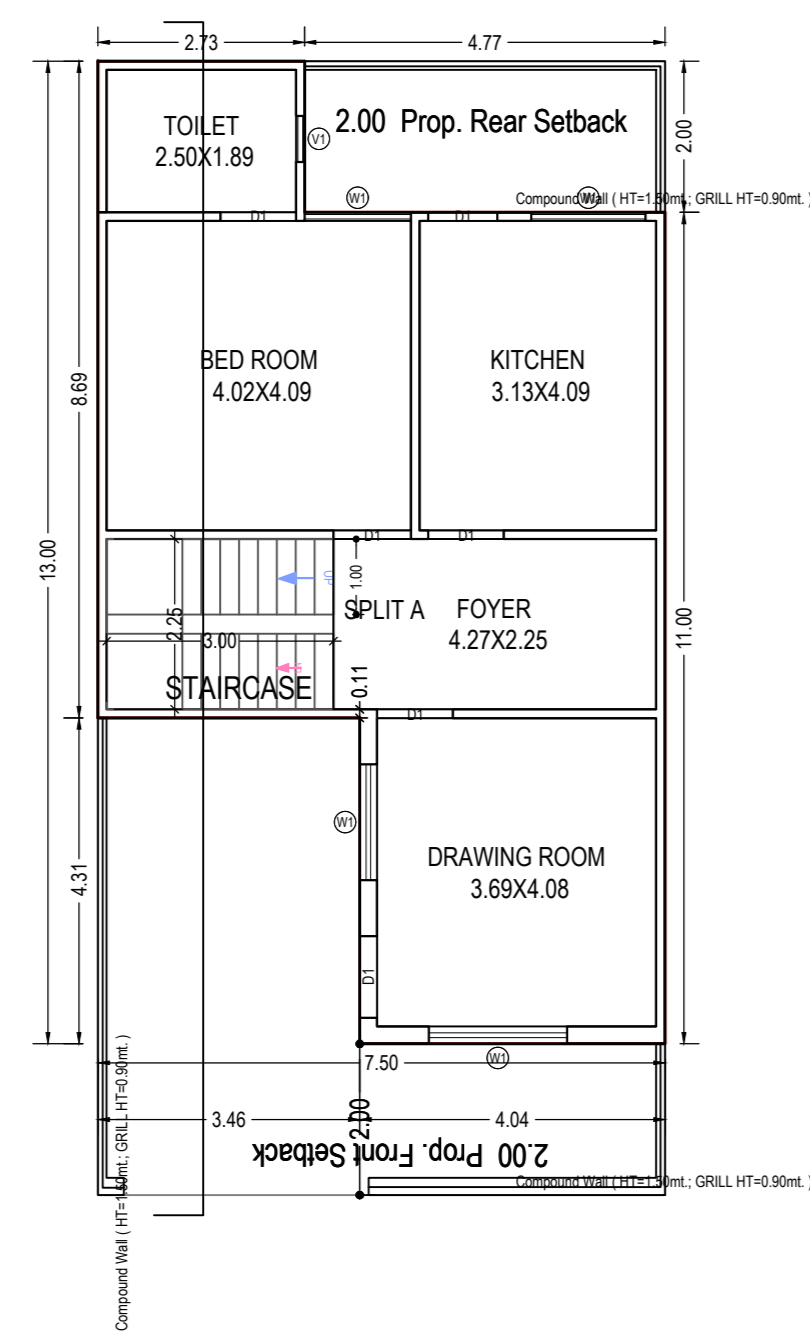 2.73
4.77
TOILET
2.50X1.89
V1
2.00 Prop. Rear Setback
2.00
W1
W1
Compound Wall ( HT=1.50mt.; GRILL HT=0.90mt. )
D1
D1
BED ROOM
4.02X4.09
KITCHEN
3.13X4.09
8.69
13.00
11.00
D1
D1
UP
1.00
SPLIT A
FOYER
4.27X2.25
2.25
3.00
STAIRCASE
0.11
D1
W1
DRAWING ROOM
3.69X4.08
4.31
D1
W1
7.50
3.46
2.00
4.04
2.00 Prop. Front Setback
Compound Wall ( HT=1.50mt.; GRILL HT=0.90mt. )
Compound Wall ( HT=1.50mt.; GRILL HT=0.90mt. )